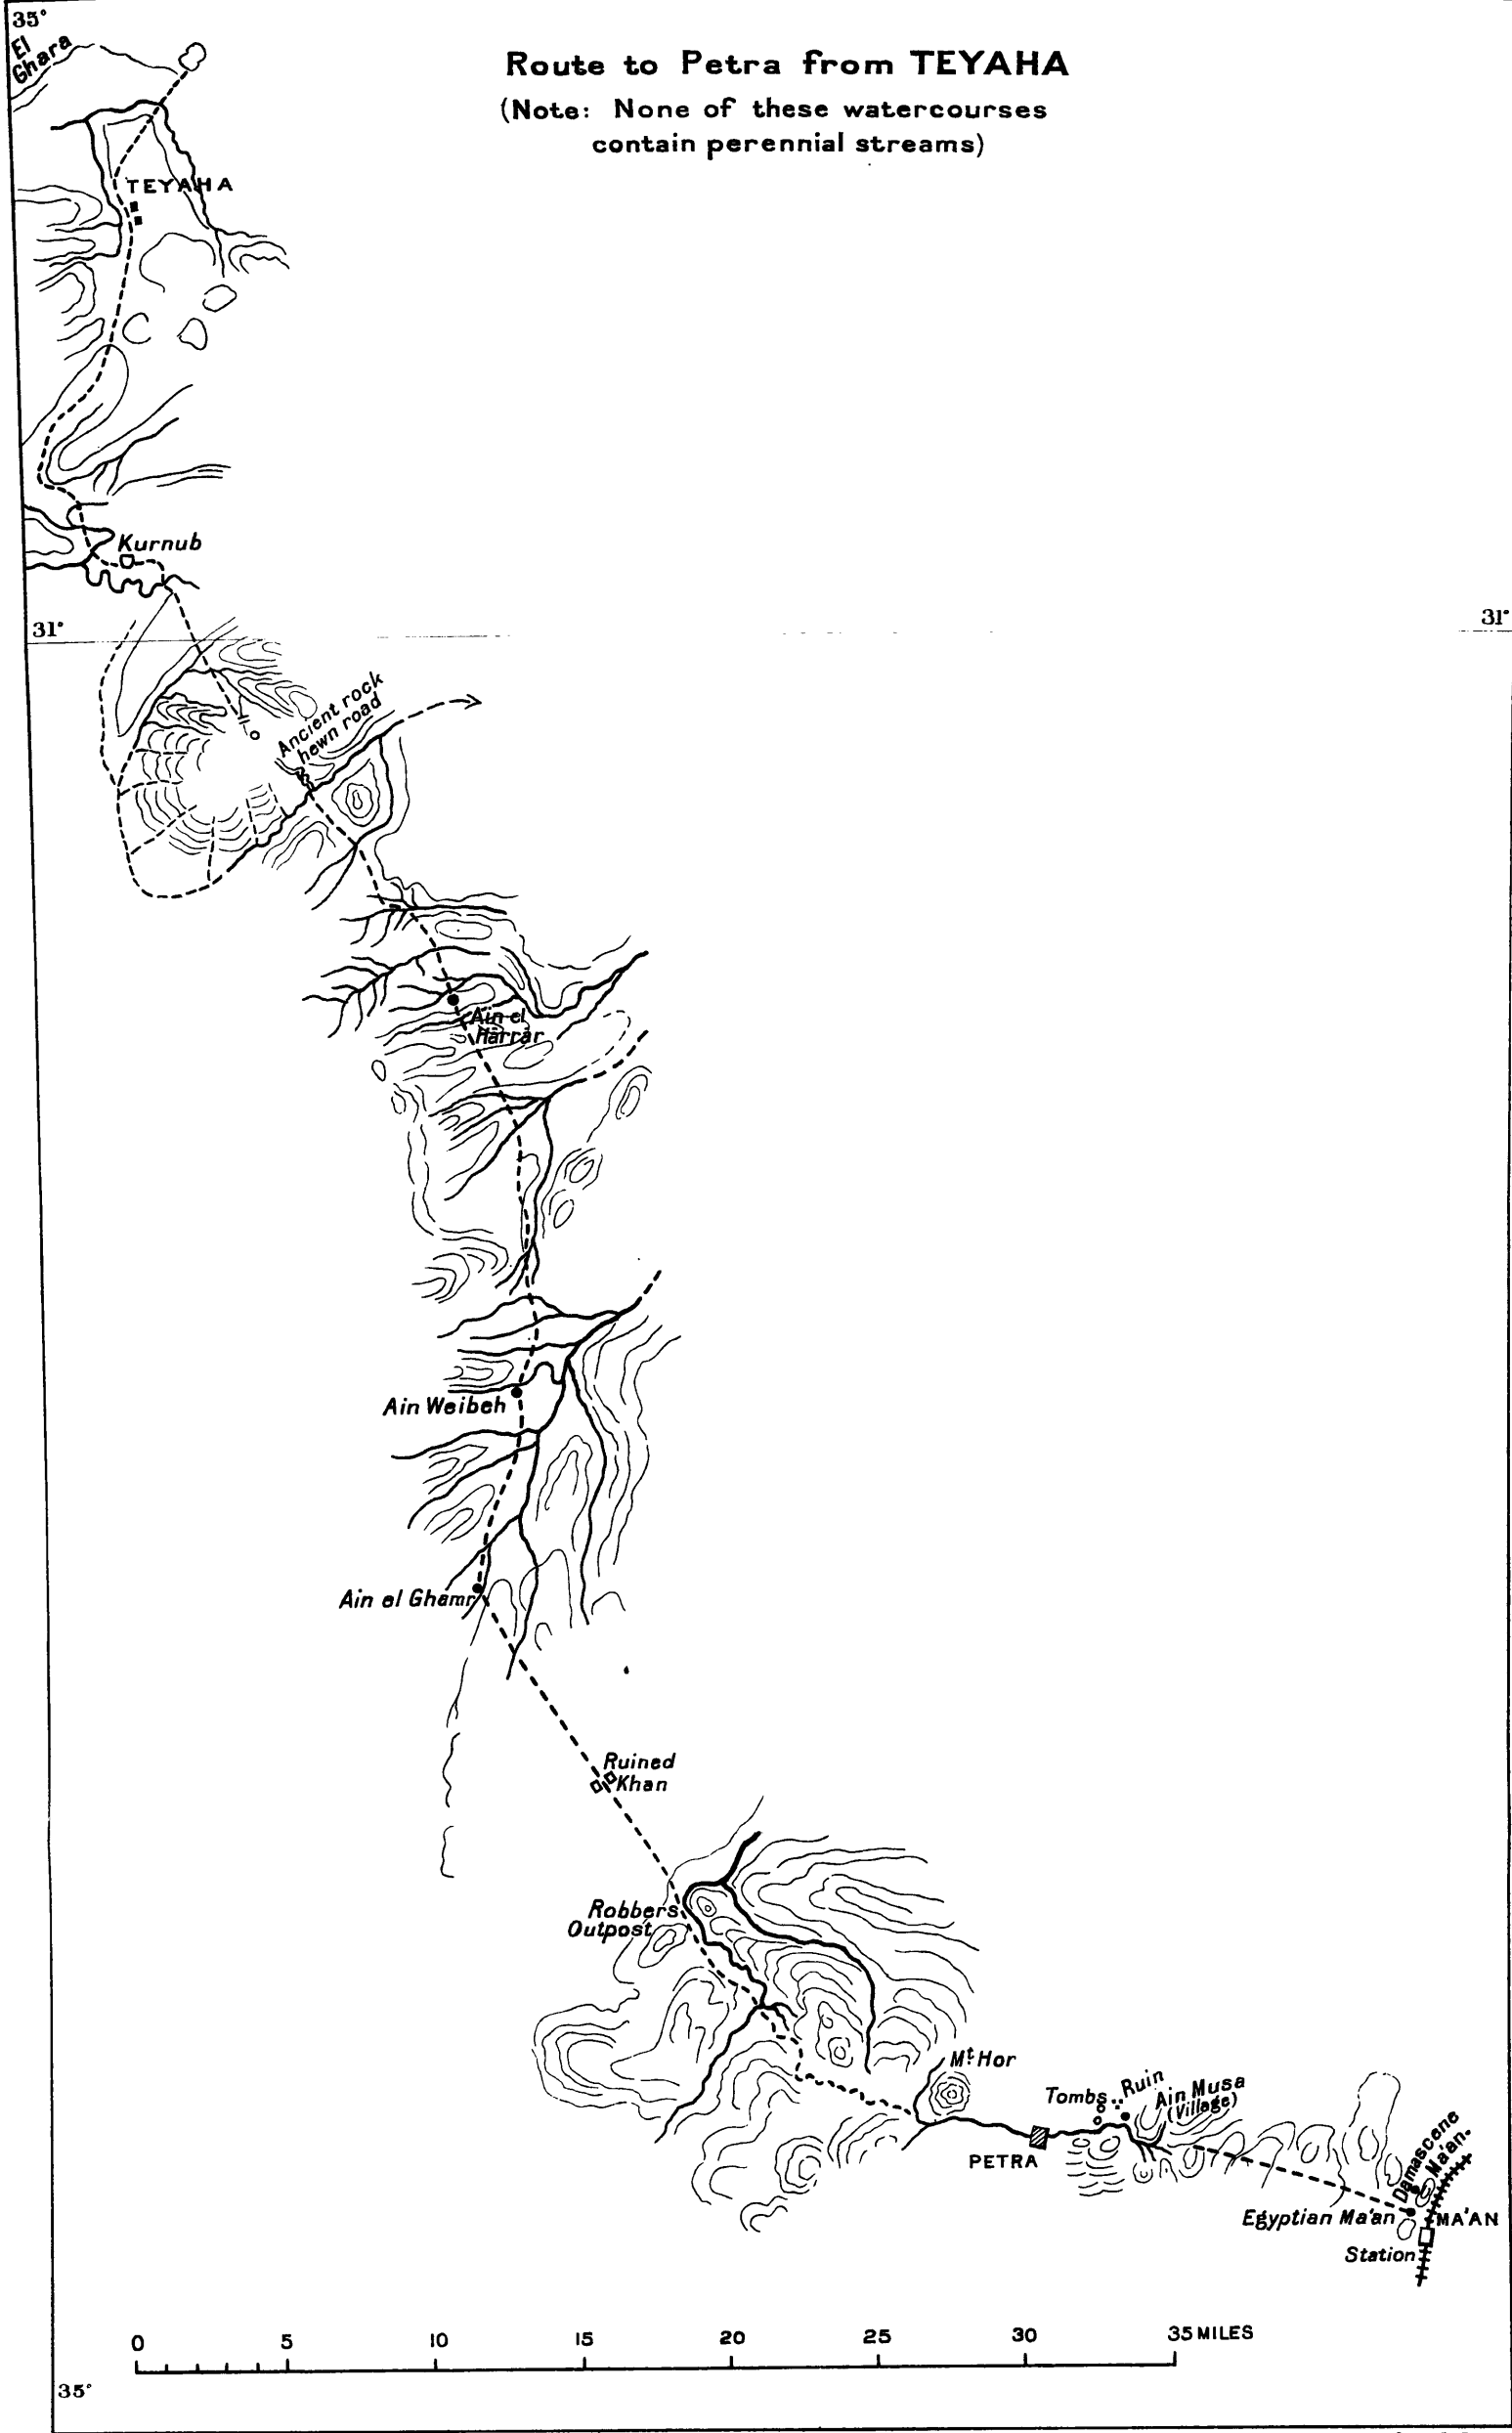 35°
El
Ghara
Route to Petra from TEYAHA
(Note: None of these watercourses
contain perennial streams)
TEYAHA
Kurnub
31°
31°
Ancient rock
hewn road
Ain el
Harrar
Ain Weibeh
Ain el Ghamr
Ruined
Khan
Robbers
Outpost
Mt Hor
Tombs
Ruin
Ain Musa
(Village)
PETRA
Damascene
Ma'an.
Egyptian Ma'an
MA'AN
Station
0 5 10 15 20 25 30 35 MILES
35°